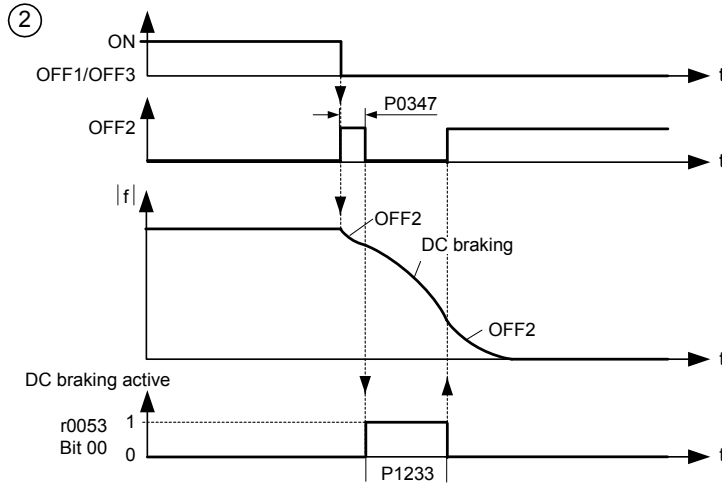 2
ON
OFF1/OFF3
t
P0347
OFF2
t
|f|
OFF2
DC braking
OFF2
t
DC braking active
r0053 1
Bit 00 0
t
P1233